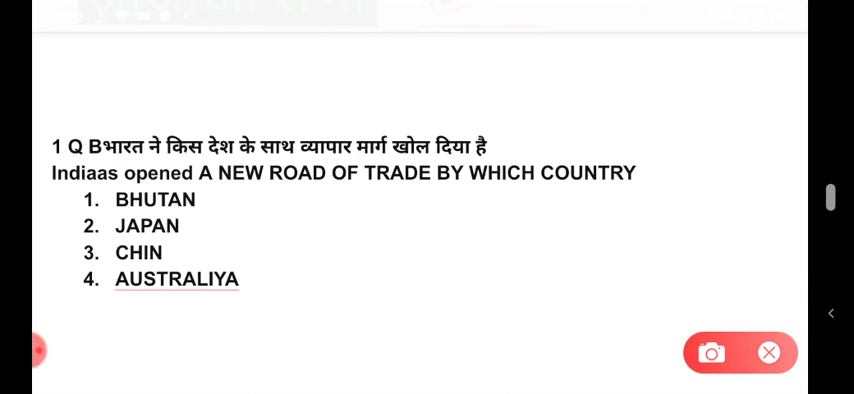 1 Q Bभारत ने किस देश के साथ व्यापार मार्ग खोल दिया है
Indiaas opened A NEW ROAD OF TRADE BY WHICH COUNTRY
1. BHUTAN
2. JAPAN
3. CHIN
4. AUSTRALIYA